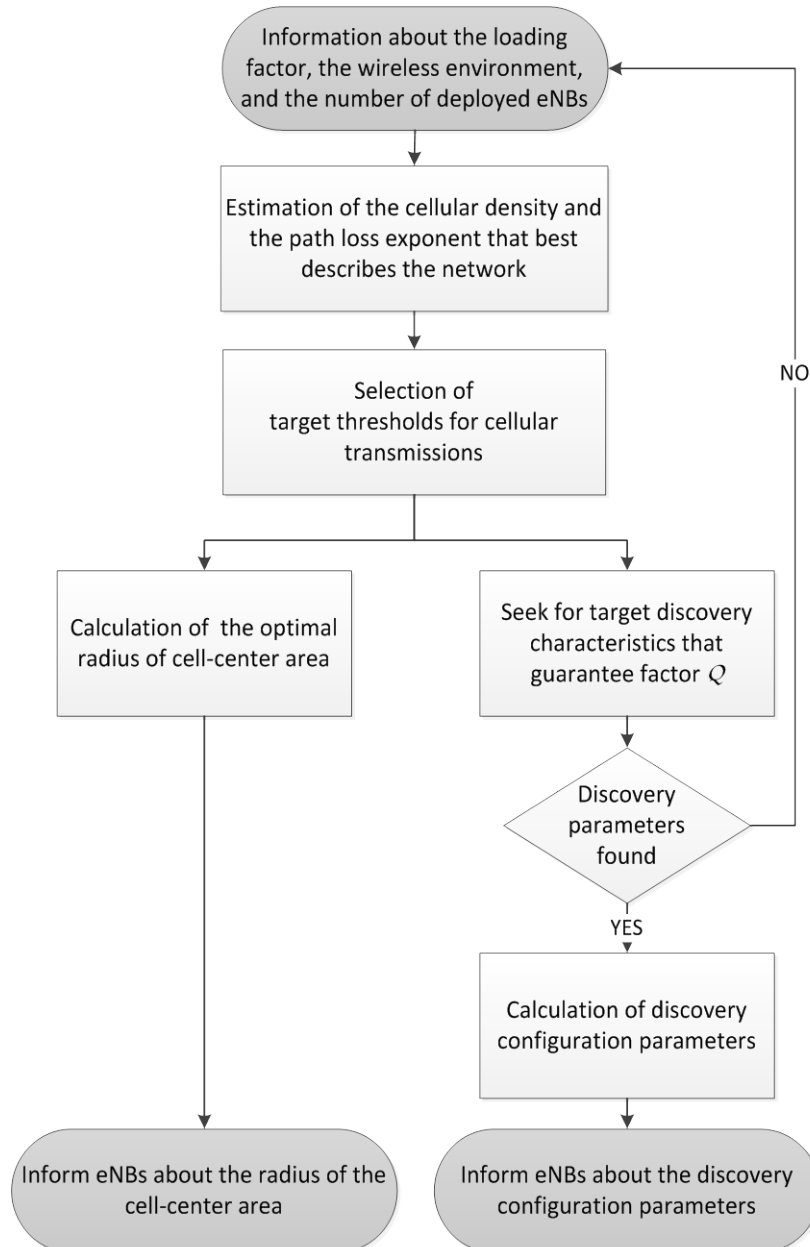 Information about the loading
factor, the wireless environment,
and the number of deployed eNBs
Estimation of the cellular density and
the path loss exponent that best
describes the network
Selection of
target thresholds for cellular
transmissions
NO
Calculation of the optimal
radius of cell-center area
Seek for target discovery
characteristics that
guarantee factor 𝒬
Discovery
parameters
found
YES
Calculation of discovery
configuration parameters
Inform eNBs about the radius of the
cell-center area
Inform eNBs about the discovery
configuration parameters